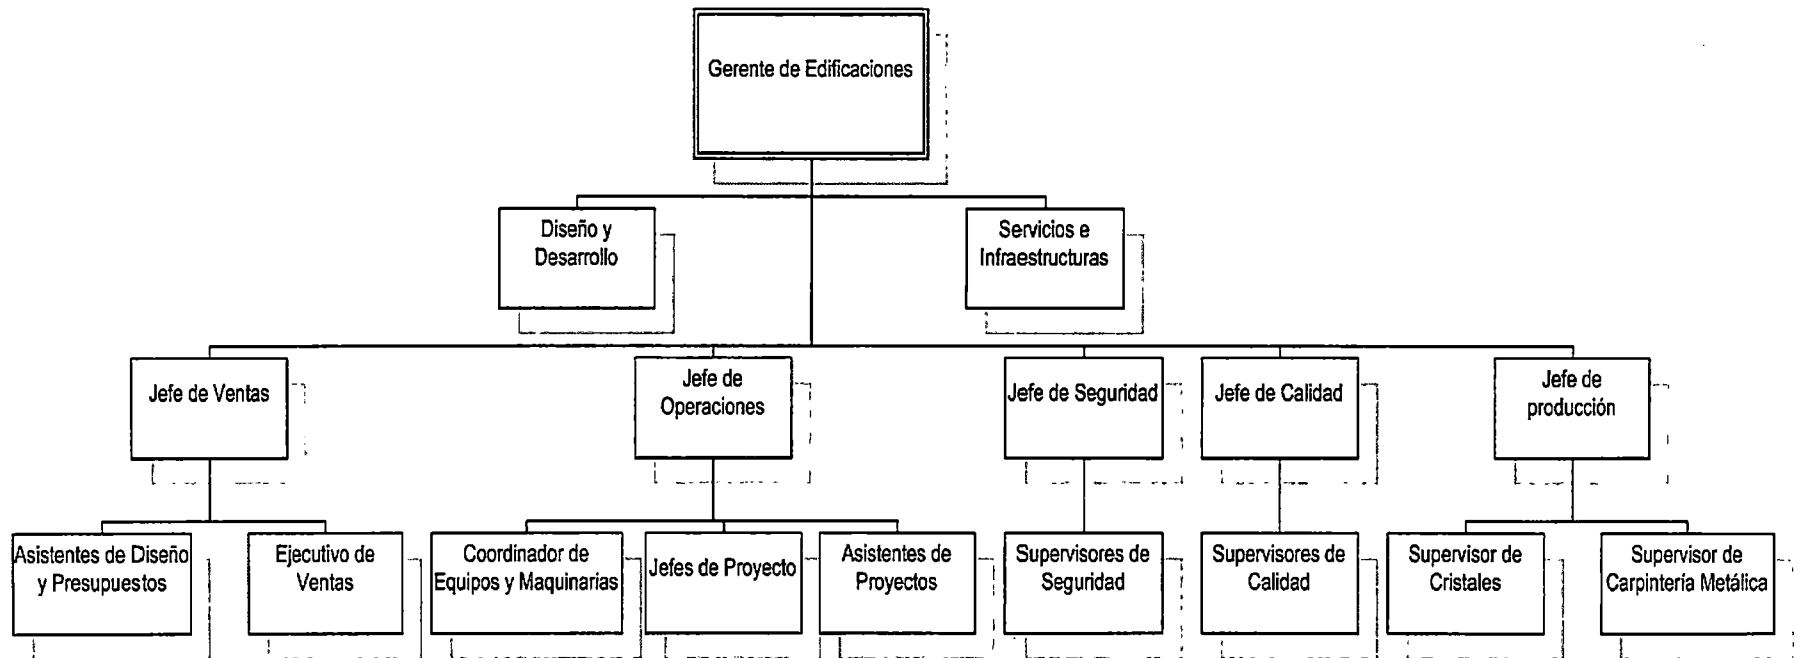 Gerente de Edificaciones
Diseño y
Desarrollo
Servicios e
Infraestructuras
Jefe de Ventas
Jefe de
Operaciones
Jefe de Seguridad
Jefe de Calidad
Jefe de
producción
Asistentes de Diseño
y Presupuestos
Ejecutivo de
Ventas
Coordinador de
Equipos y Maquinarias
Jefes de Proyecto
Asistentes de
Proyectos
Supervisores de
Seguridad
Supervisores de
Calidad
Supervisor de
Cristales
Supervisor de
Carpintería Metálica